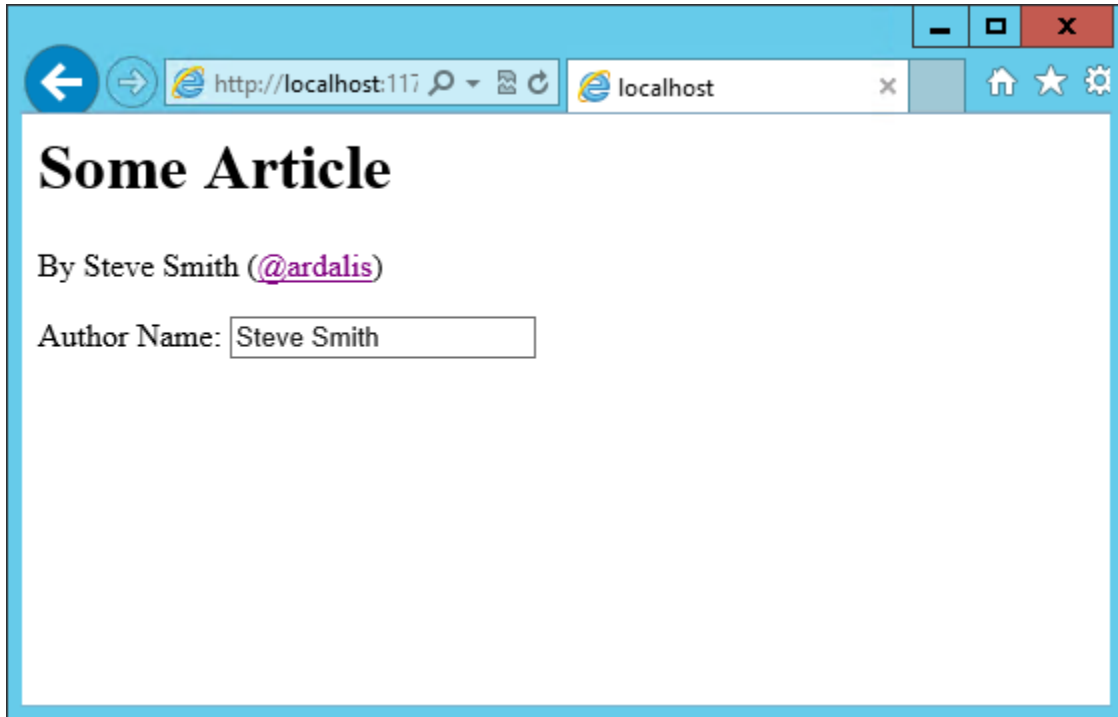 http://localhost:117
localhost
Some Article
By Steve Smith (@ardalis)
Author Name: Steve Smith